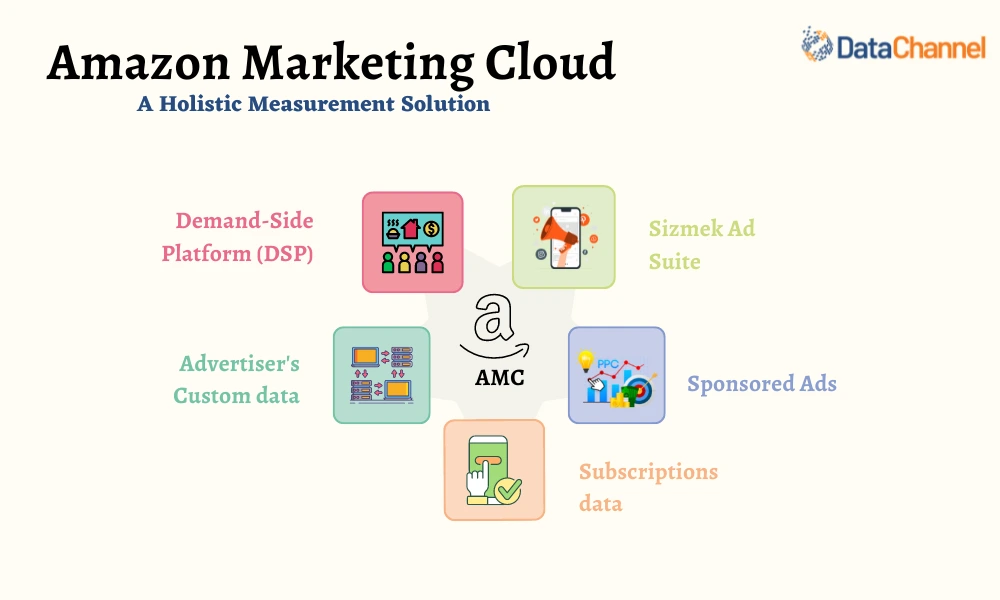 Amazon Marketing Cloud
A Holistic Measurement Solution
DataChannel
Demand-Side
Platform (DSP)
Sizmek Ad
Suite
a
AMC
Advertiser's
Custom data
PPC
Sponsored Ads
Subscriptions
data